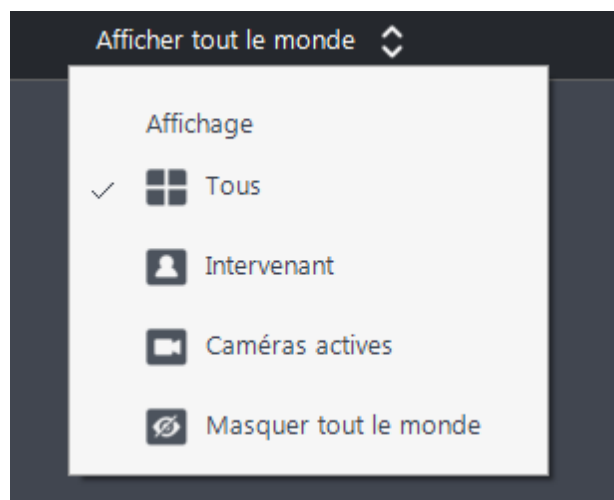 Afficher tout le monde
Affichage
Tous
Intervenant
Caméras actives
Masquer tout le monde